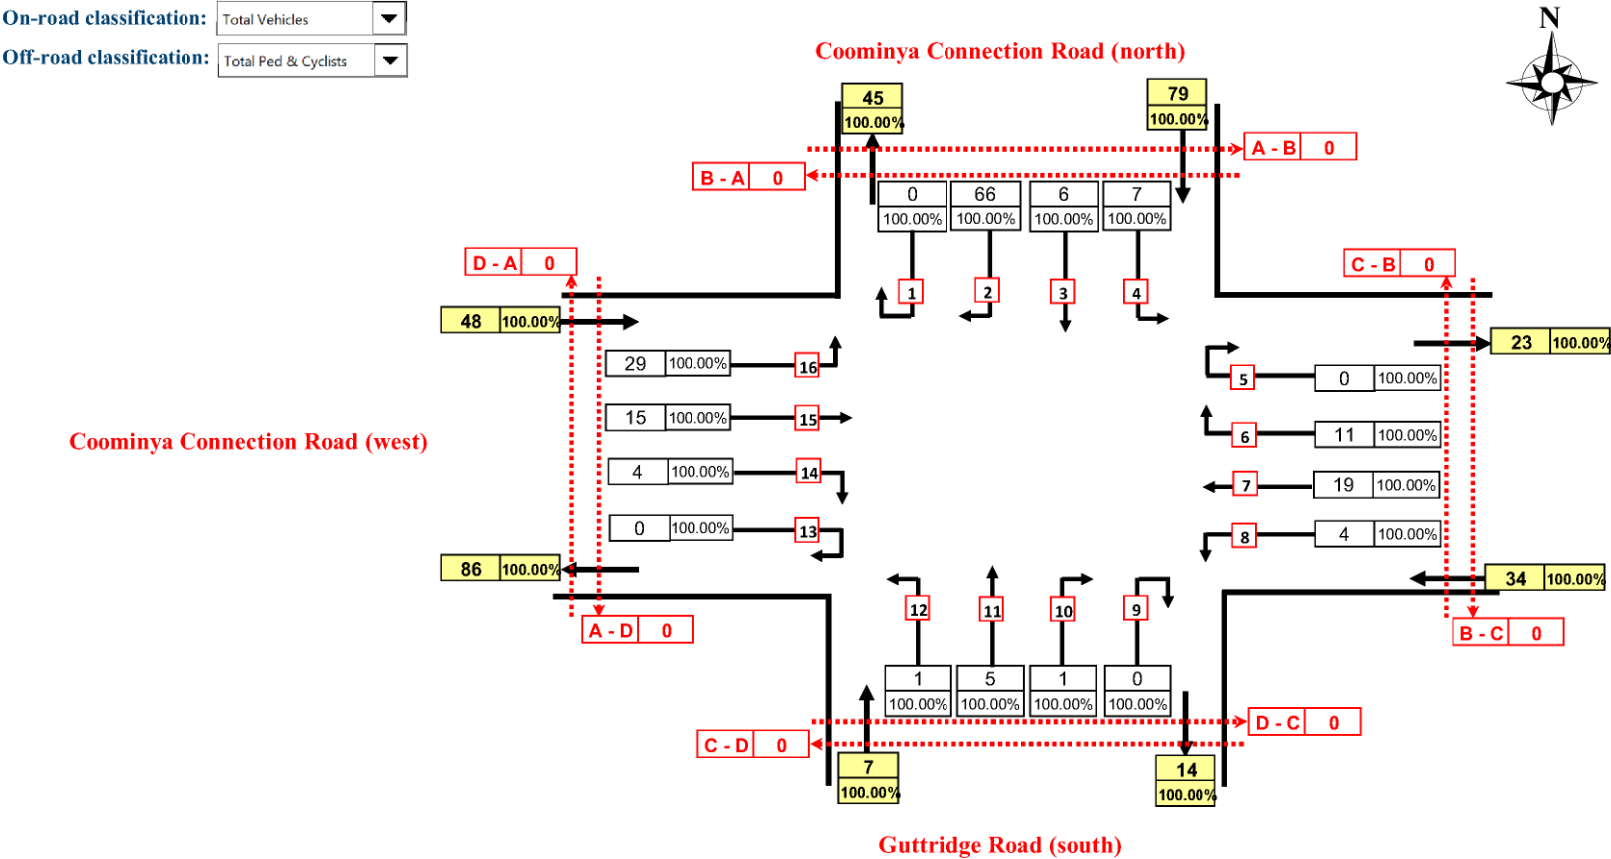 On-road classification: Total Vehicles
Off-road classification: Total Ped & Cyclists
N
Coominya Connection Road (north)
45 100.00%
79 100.00%
A - B 0
B - A 0
0 66 6 7
100.00% 100.00% 100.00% 100.00%
1 2 3 4
D - A 0
C - B 0
48 100.00%
23 100.00%
29 100.00% 16
5 0 100.00%
15 100.00% 15
6 11 100.00%
Coominya Connection Road (west)
4 100.00% 14
7 19 100.00%
0 100.00% 13
8 4 100.00%
86 100.00%
34 100.00%
12 11 10 9
A - D 0
B - C 0
1 5 1 0
100.00% 100.00% 100.00% 100.00%
D - C 0
C - D 0
7 100.00%
14 100.00%
Guttridge Road (south)